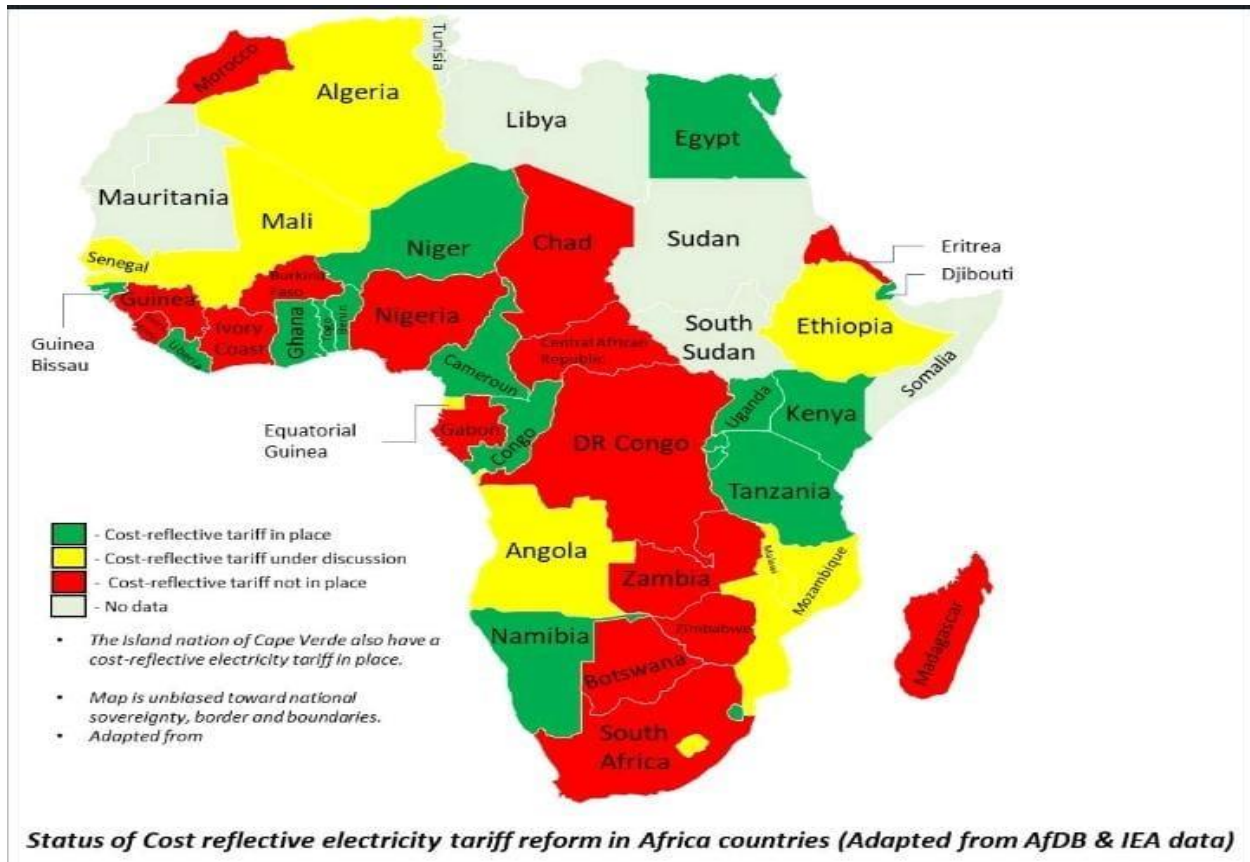 Tunisia
Morocco
Algeria
Libya
Egypt
Mauritania
Mali
Niger
Chad
Sudan
Eritrea
Djibouti
Senegal
Guinea
Burkina
Faso
Nigeria
Ethiopia
South
Sudan
Somalia
Guinea
Bissau
Liberia
Ivory
Coast
Ghana
Togo
Benin
Central African
Republic
Cameroun
Equatorial
Guinea
Gabon
Congo
DR Congo
Uganda
Kenya
Tanzania
Angola
Zambia
Malawi
Mozambique
Madagascar
Namibia
Zimbabwe
Botswana
South
Africa
- Cost-reflective tariff in place
- Cost-reflective tariff under discussion
- Cost-reflective tariff not in place
- No data
• The Island nation of Cape Verde also have a
cost-reflective electricity tariff in place.
• Map is unbiased toward national
sovereignty, border and boundaries.
• Adapted from
Status of Cost reflective electricity tariff reform in Africa countries (Adapted from AfDB & IEA data)